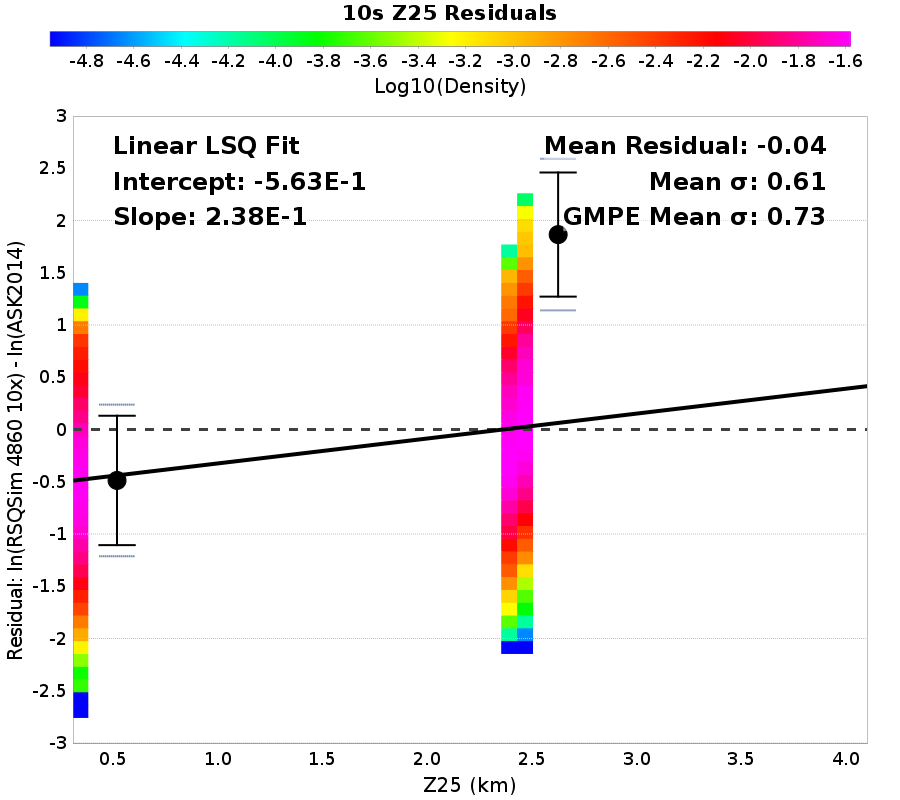 10s Z25 Residuals
-4.8 -4.6 -4.4 -4.2 -4.0 -3.8 -3.6 -3.4 -3.2 -3.0 -2.8 -2.6 -2.4 -2.2 -2.0 -1.8 -1.6
Log10(Density)
Linear LSQ Fit
Intercept: -5.63E-1
Slope: 2.38E-1
Mean Residual: -0.04
Mean σ: 0.61
GMPE Mean σ: 0.73
Residual: ln(RSQSim 4860 10x) - ln(ASK2014)
3
2.5
2
1.5
1
0.5
0
-0.5
-1
-1.5
-2
-2.5
-3
0.5 1.0 1.5 2.0 2.5 3.0 3.5 4.0
Z25 (km)